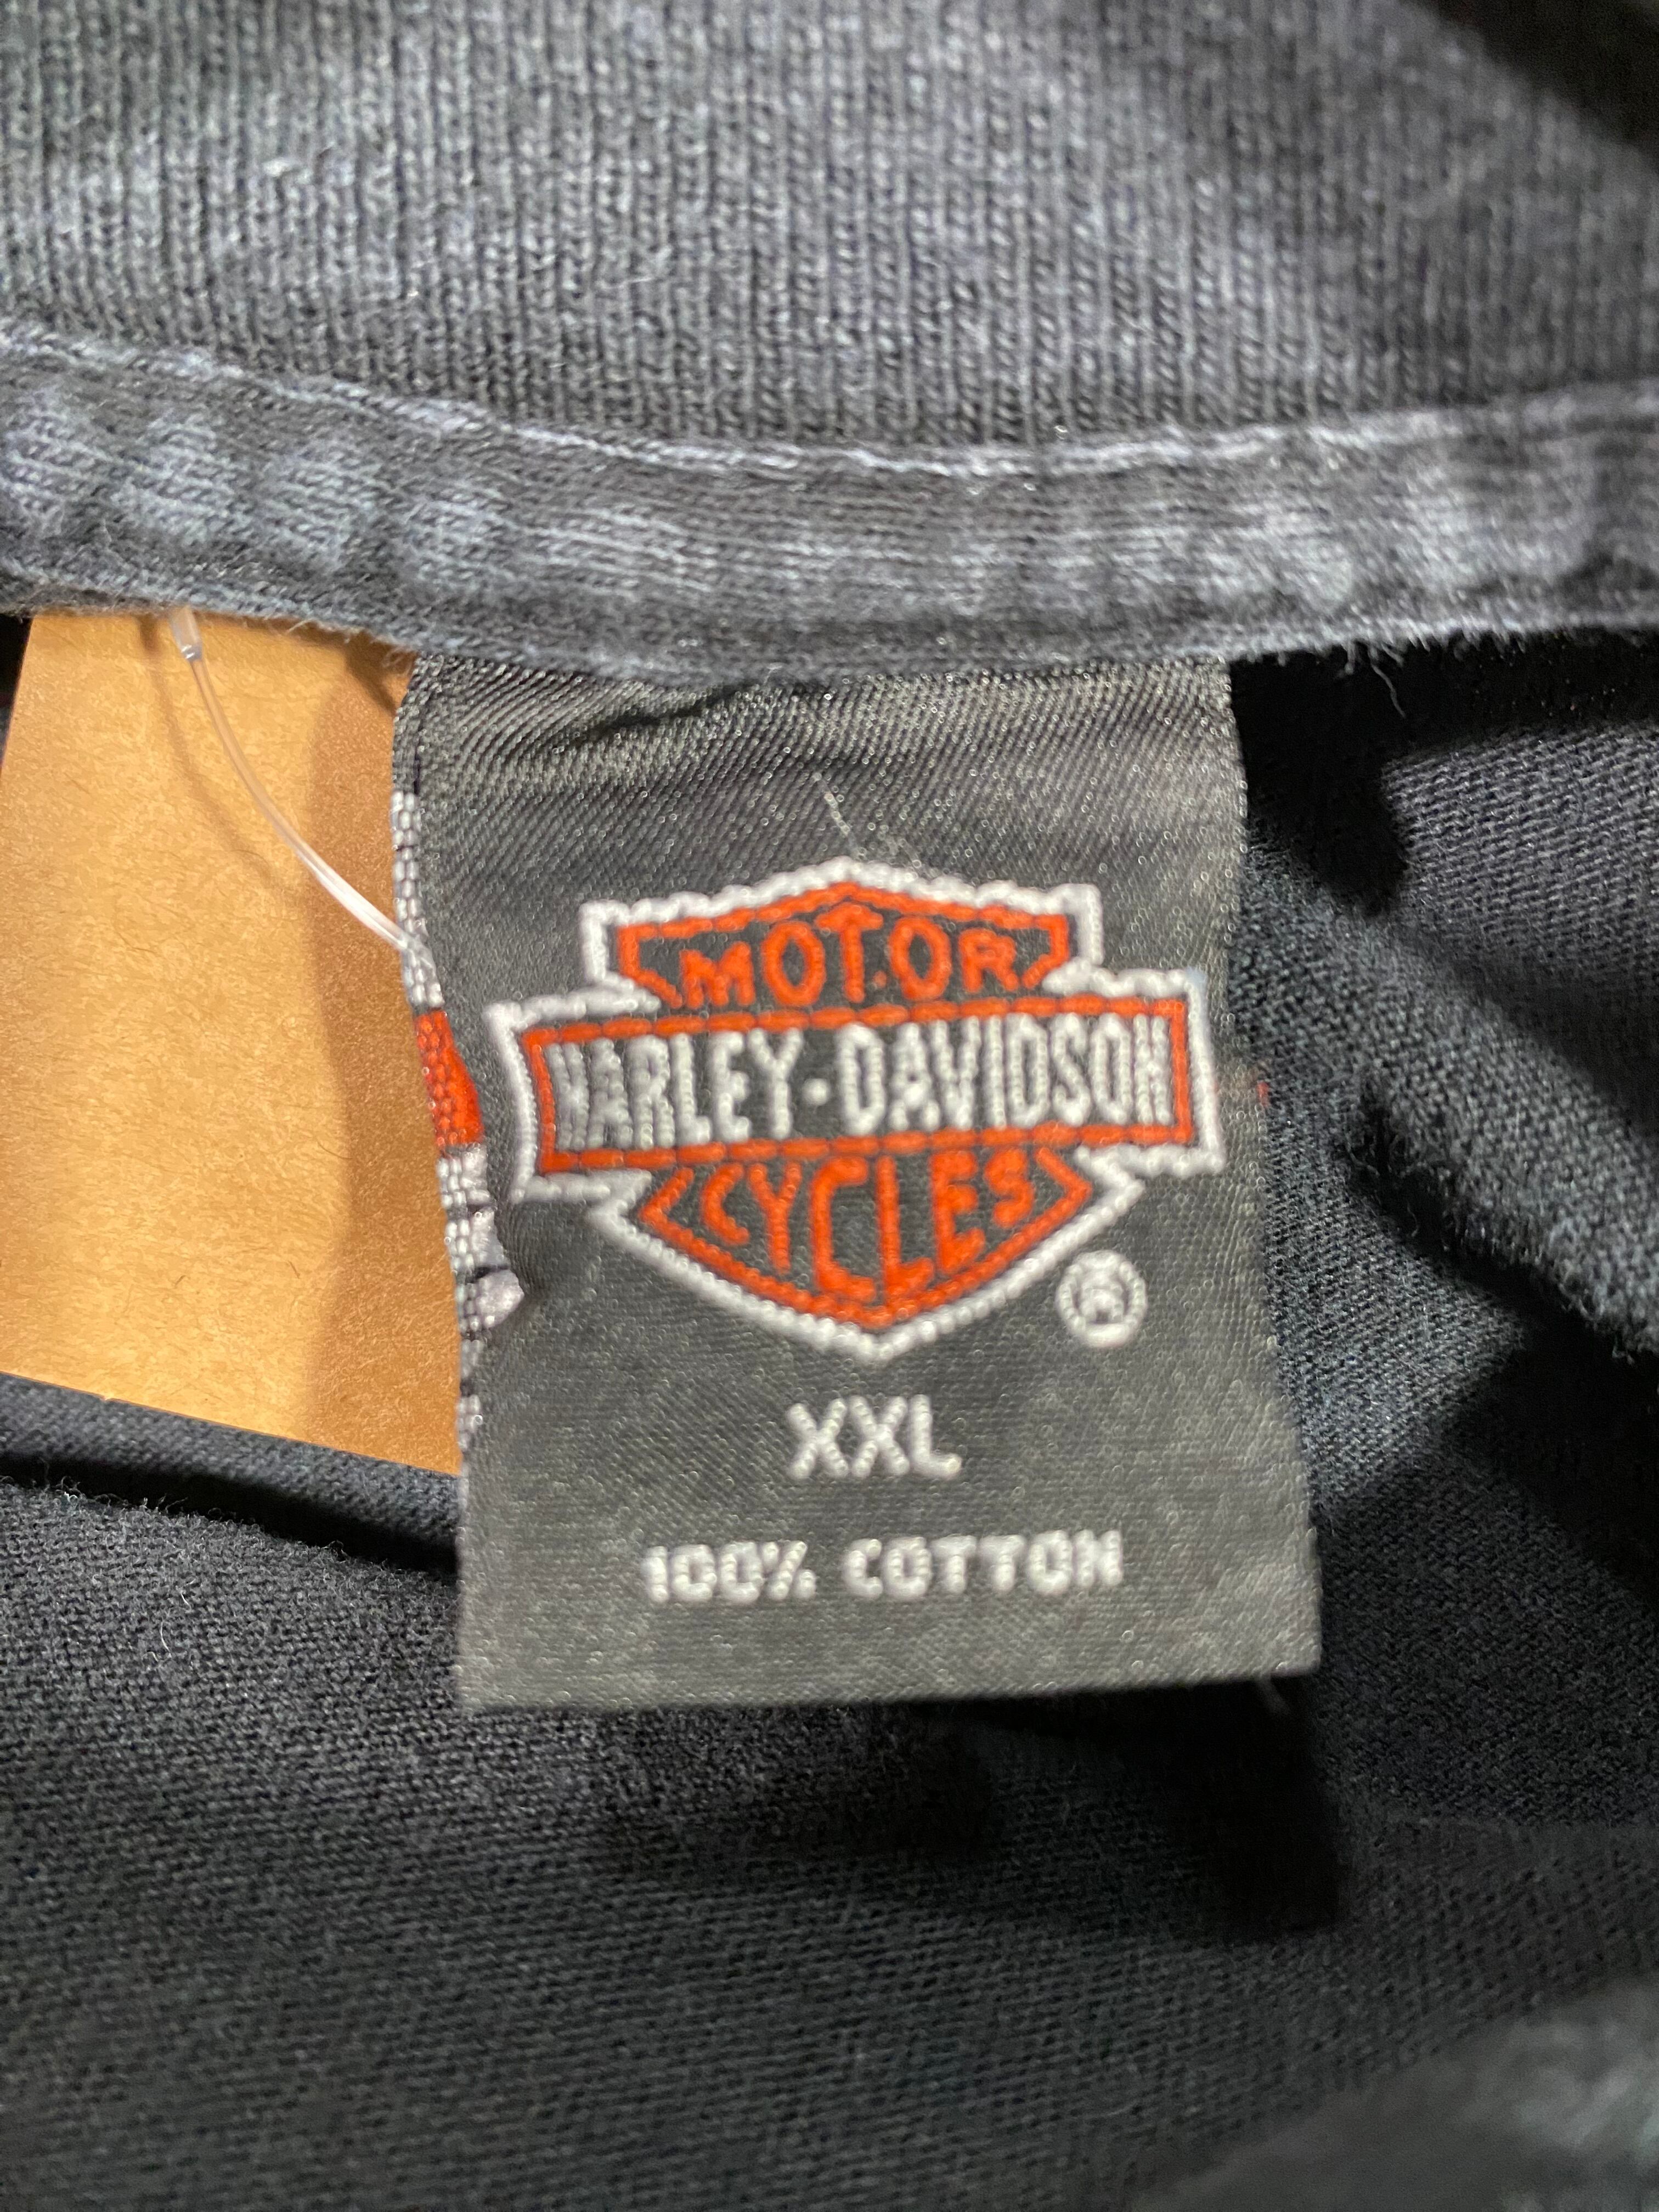 MOTOR
HARLEY-DAVIDSON
CYCLES
®
XXL
100% COTTON